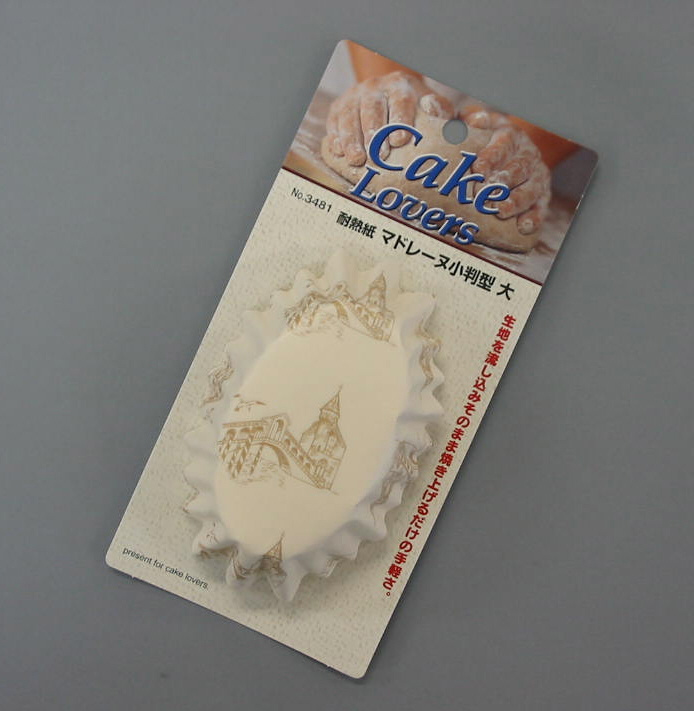 Cake
Lovers
No.3481
耐熱紙 マドレーヌ小判型 大
生地を流し込みそのまま焼き上げるだけの手軽さ。
present for cake lovers.